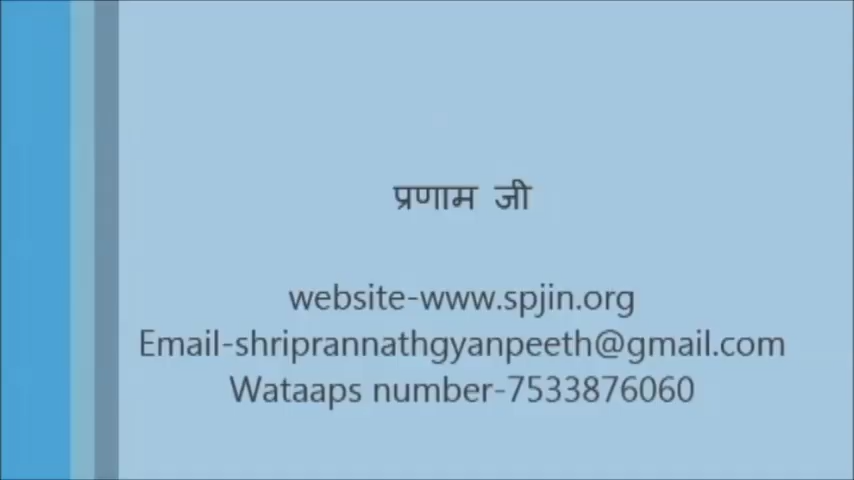 प्रणाम जी
website-www.spjin.org
Email-shriprannathgyanpeeth@gmail.com
Wataaps number-7533876060